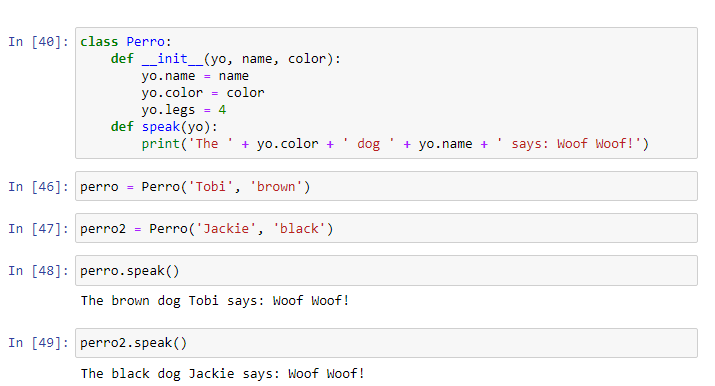 In [40]: class Perro:
    def __init__(yo, name, color):
        yo.name = name
        yo.color = color
        yo.legs = 4
    def speak(yo):
        print('The ' + yo.color + ' dog ' + yo.name + ' says: Woof Woof!')
In [46]: perro = Perro('Tobi', 'brown')
In [47]: perro2 = Perro('Jackie', 'black')
In [48]: perro.speak()
The brown dog Tobi says: Woof Woof!
In [49]: perro2.speak()
The black dog Jackie says: Woof Woof!